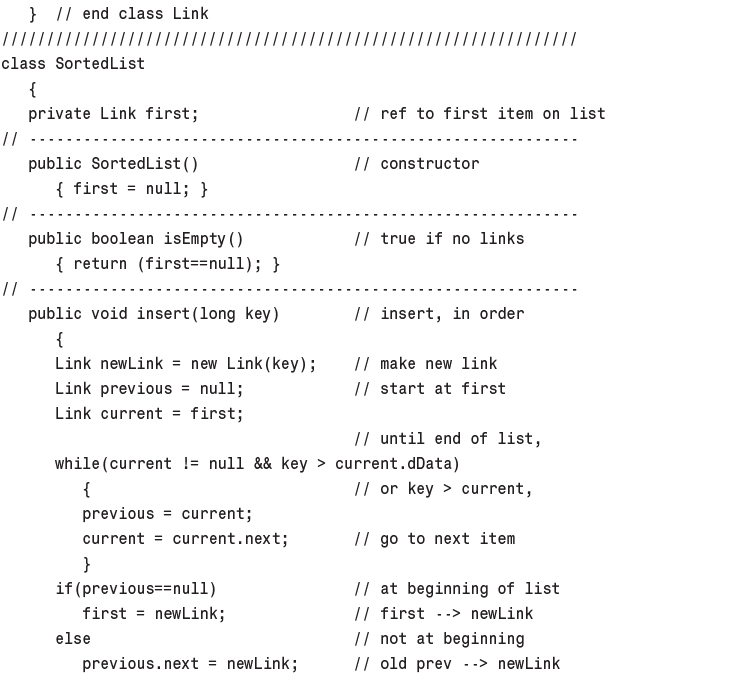 } // end class Link
////////////////////////////////////////////////////////////////
class SortedList
{
private Link first; // ref to first item on list
// -------------------------------------------------------------
public SortedList() // constructor
{ first = null; }
// -------------------------------------------------------------
public boolean isEmpty() // true if no links
{ return (first==null); }
// -------------------------------------------------------------
public void insert(long key) // insert, in order
{
Link newLink = new Link(key); // make new link
Link previous = null; // start at first
Link current = first;
// until end of list,
while(current != null && key > current.dData)
{ // or key > current,
previous = current;
current = current.next; // go to next item
}
if(previous==null) // at beginning of list
first = newLink; // first --> newLink
else // not at beginning
previous.next = newLink; // old prev --> newLink